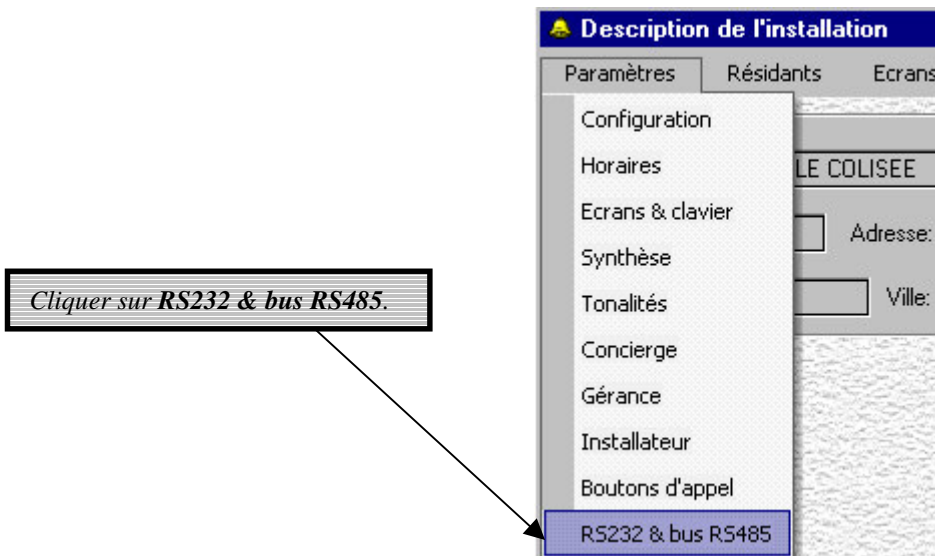 Description de l'installation
Paramètres Résidants Ecrans
Configuration
Horaires
LE COLISEE
Ecrans & clavier
Adresse:
Synthèse
Ville:
Tonalités
Concierge
Gérance
Installateur
Boutons d'appel
RS232 & bus RS485
Cliquer sur RS232 & bus RS485.